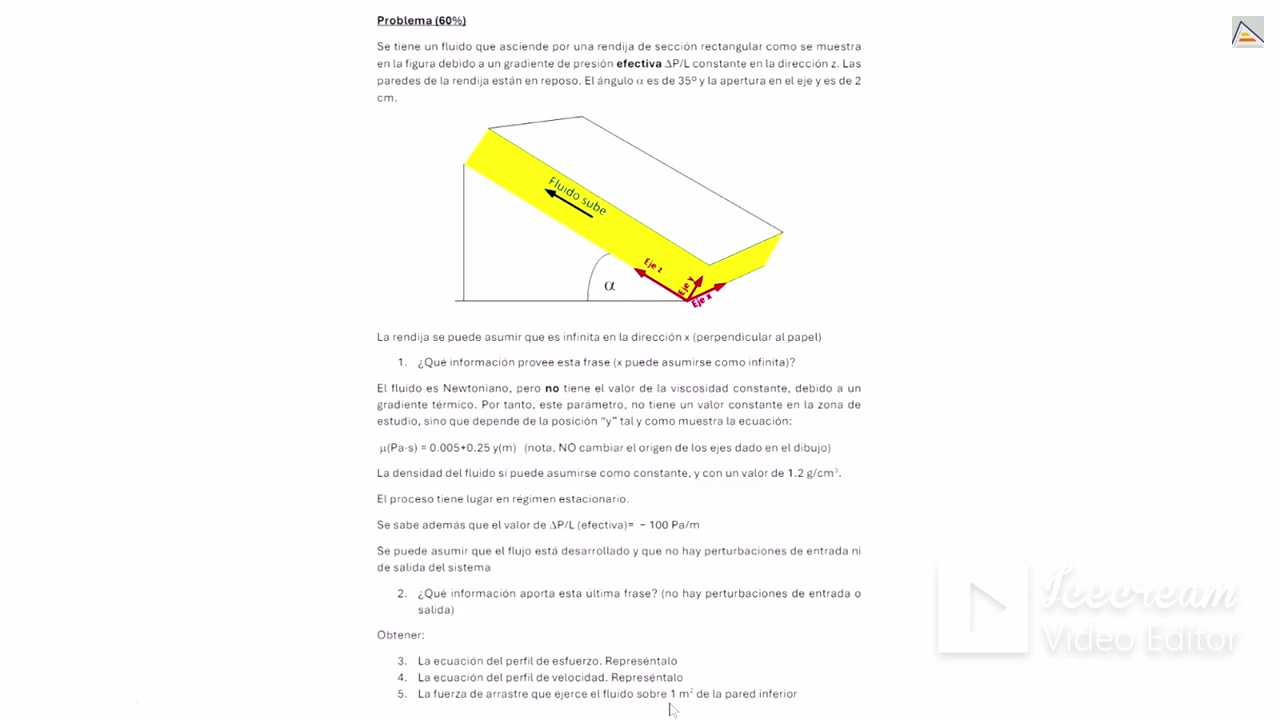 Problema (60%)
Se tiene un fluido que asciende por una rendija de sección rectangular como se muestra
en la figura debido a un gradiente de presión efectiva ΔP/L constante en la dirección z. Las
paredes de la rendija están en reposo. El ángulo α es de 35º y la apertura en el eje y es de 2
cm.
Fluido sube
Eje z
Eje y
Eje x
α
La rendija se puede asumir que es infinita en la dirección x (perpendicular al papel)
1. ¿Qué información provee esta frase (x puede asumirse como infinita)?
El fluido es Newtoniano, pero no tiene el valor de la viscosidad constante, debido a un
gradiente térmico. Por tanto, este parámetro, no tiene un valor constante en la zona de
estudio, sino que depende de la posición "y" tal y como muestra la ecuación:
μ(Pa·s) = 0.005+0.25 y(m) (nota, NO cambiar el origen de los ejes dado en el dibujo)
La densidad del fluido sí puede asumirse como constante, y con un valor de 1.2 g/cm³.
El proceso tiene lugar en régimen estacionario.
Se sabe además que el valor de ΔP/L (efectiva)= − 100 Pa/m
Se puede asumir que el flujo está desarrollado y que no hay perturbaciones de entrada ni
de salida del sistema
2. ¿Qué información aporta esta última frase? (no hay perturbaciones de entrada o
salida)
Obtener:
3. La ecuación del perfil de esfuerzo. Represéntalo
4. La ecuación del perfil de velocidad. Represéntalo
5. La fuerza de arrastre que ejerce el fluido sobre 1 m² de la pared inferior
Icecream
Video Editor